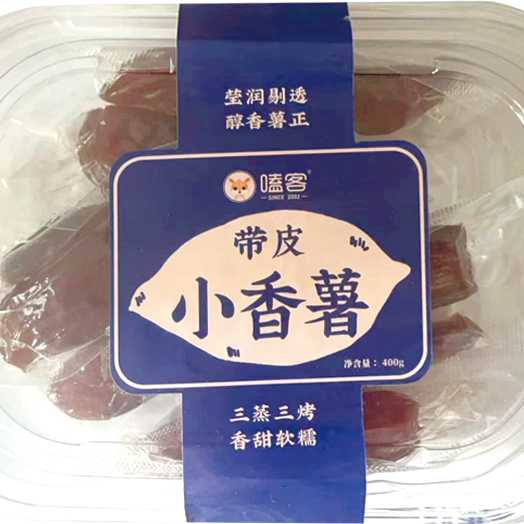 莹润剔透
醇香薯正
嗑客®
SINCE 2002
带皮
小香薯
净含量：400g
三蒸三烤
香甜软糯